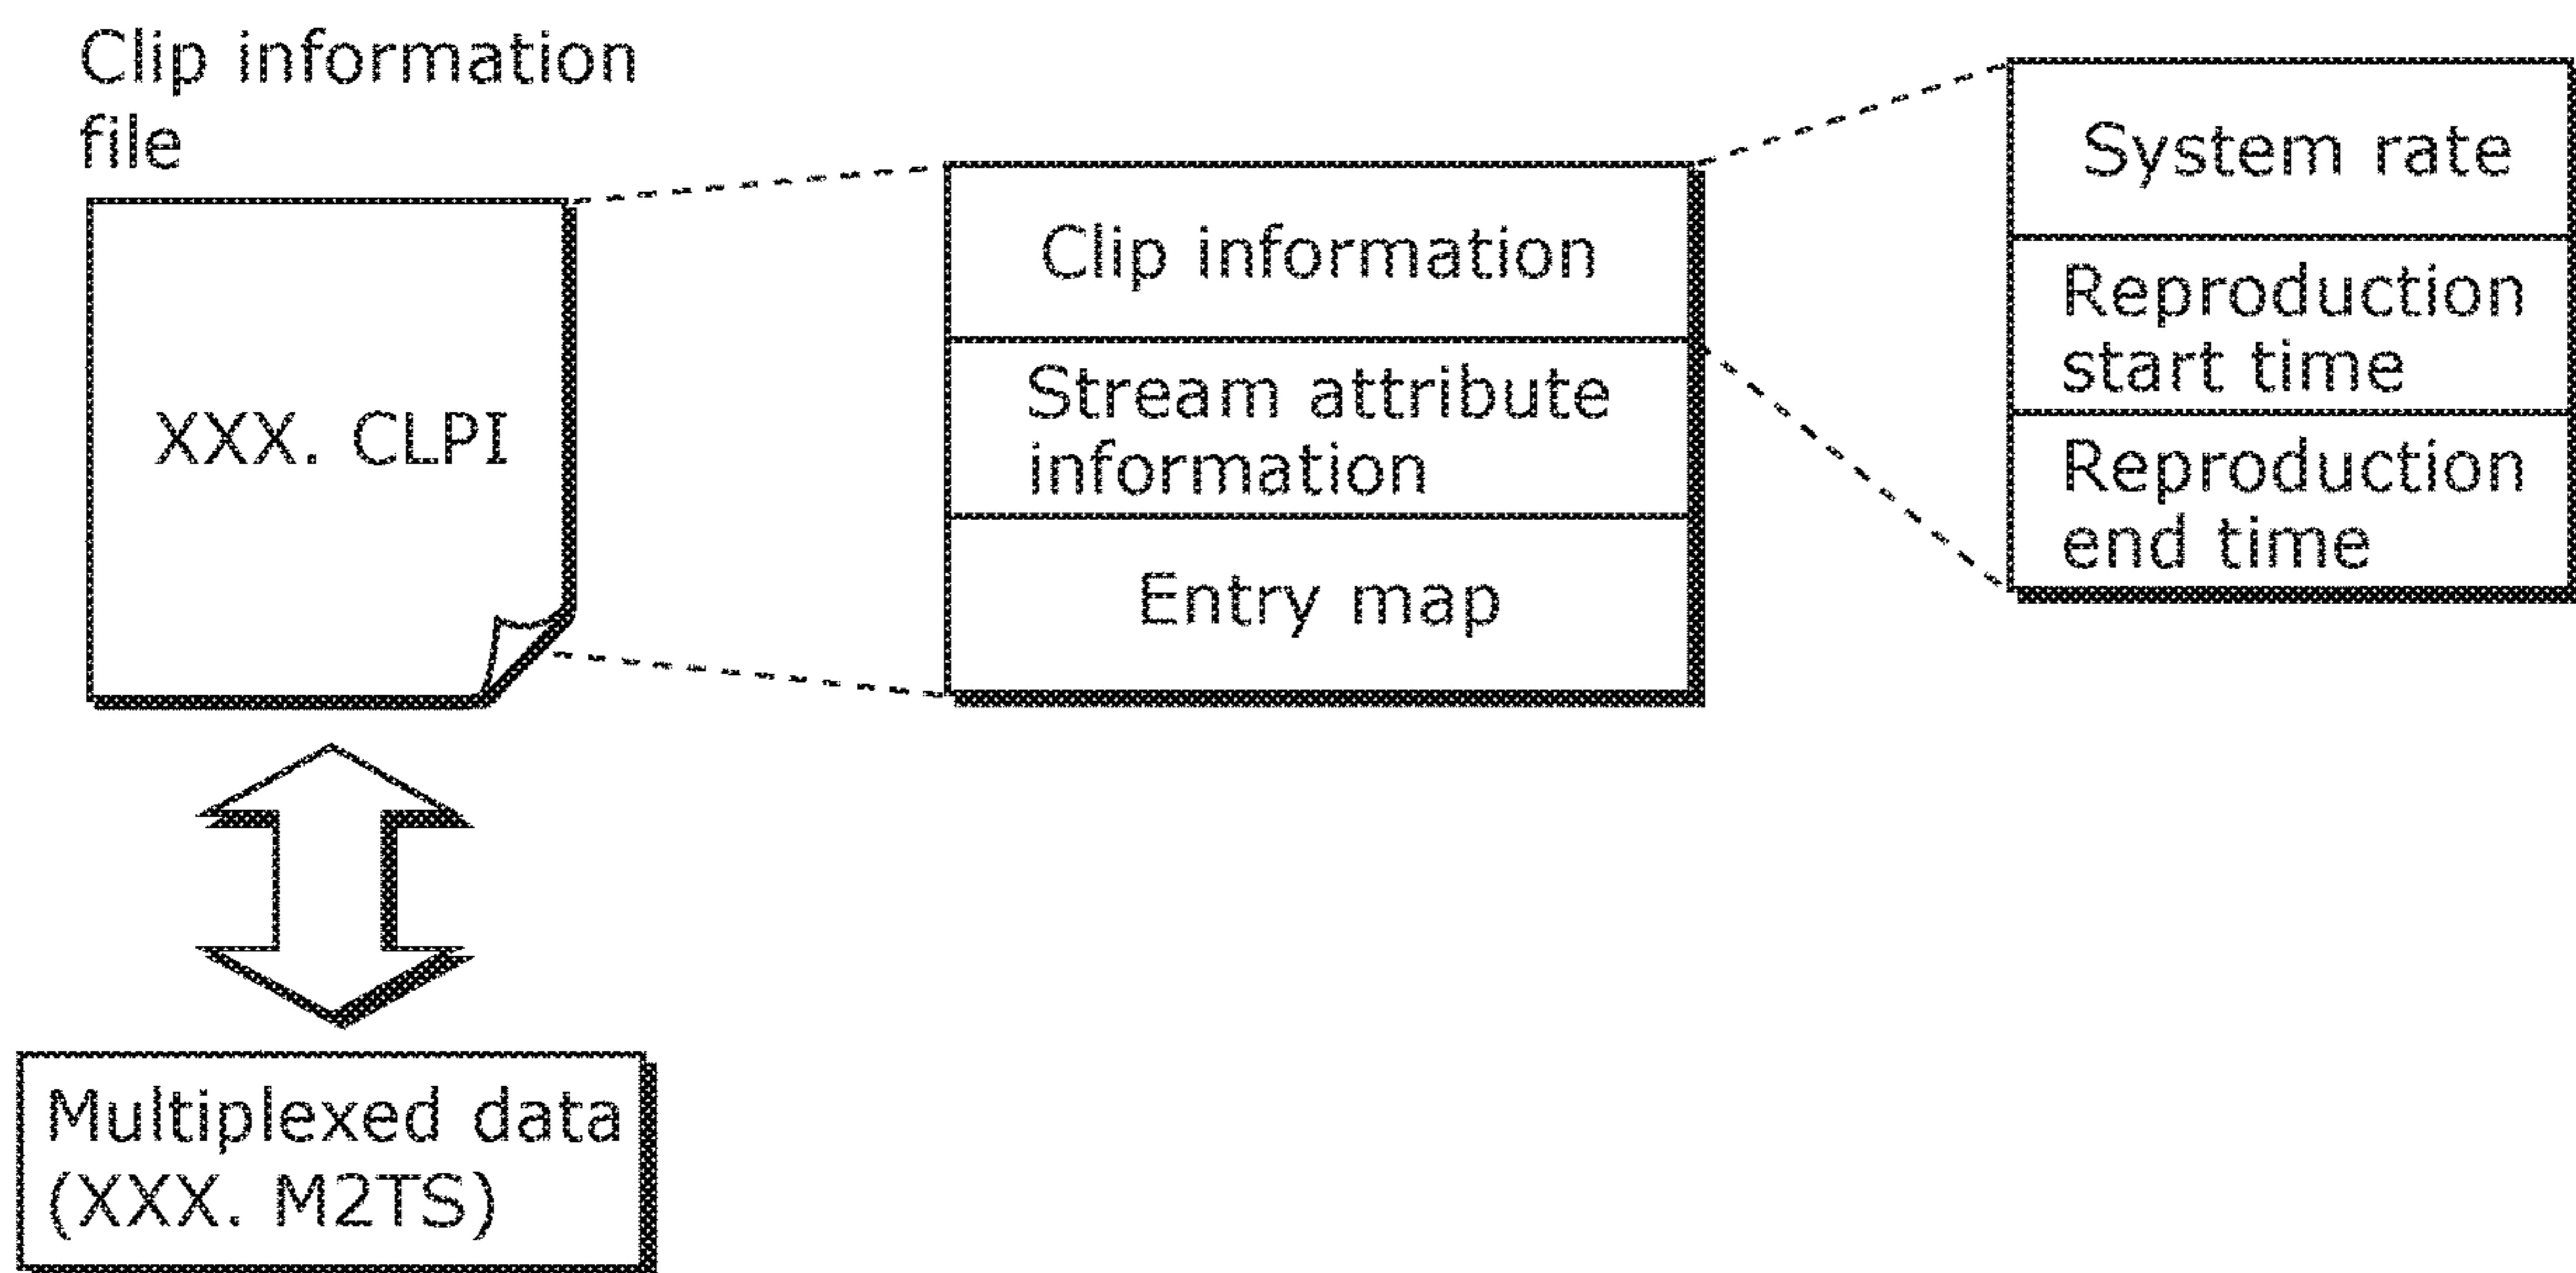 Clip information
file
XXX. CLPI
Clip information
Stream attribute
information
Entry map
System rate
Reproduction
start time
Reproduction
end time
Multiplexed data
(XXX. M2TS)